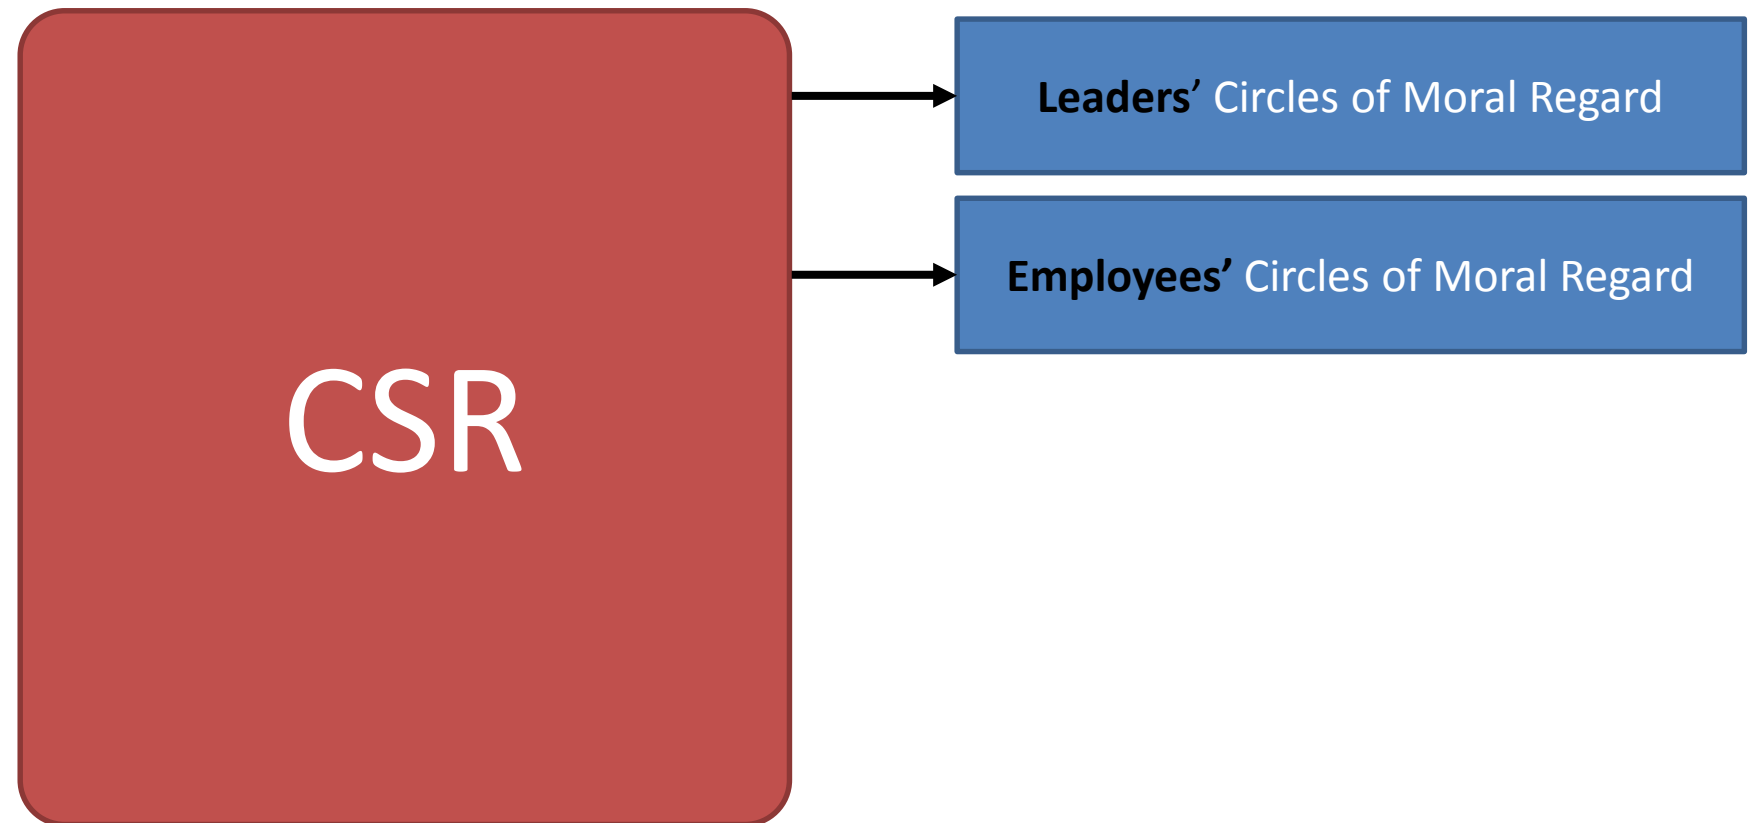 Leaders’ Circles of Moral Regard
Employees’ Circles of Moral Regard
CSR